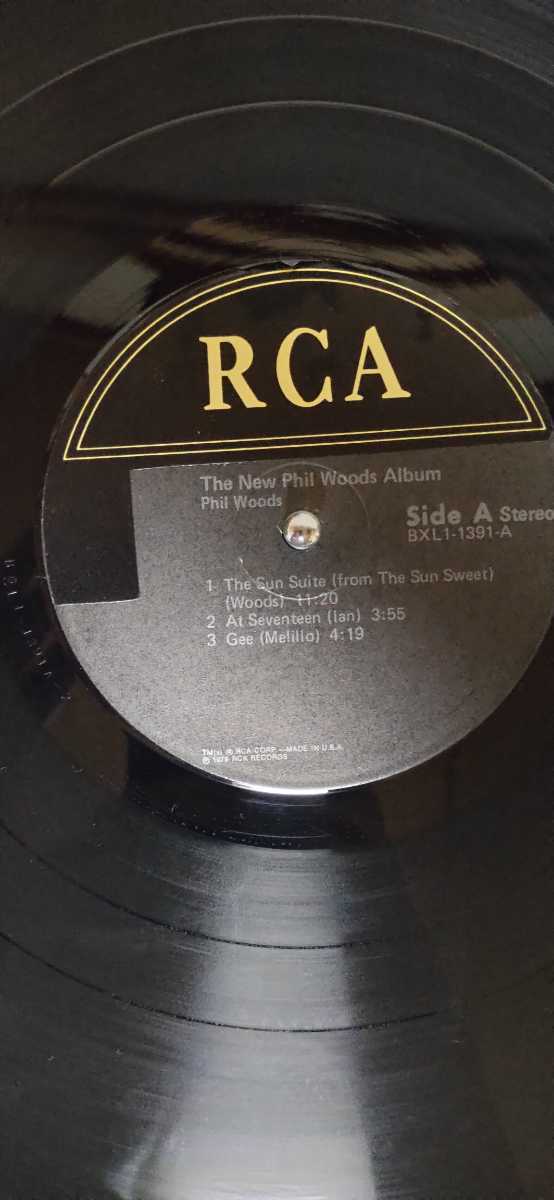 RCA
The New Phil Woods Album
Phil Woods
Side A Stereo
BXL1-1391-A
1 The Sun Suite (from The Sun Sweet)
(Woods) 11:20
2 At Seventeen (Ian) 3:55
3 Gee (Melillo) 4:19
TM(s) ® RCA CORP.—MADE IN U.S.A.
RCA RECORDS